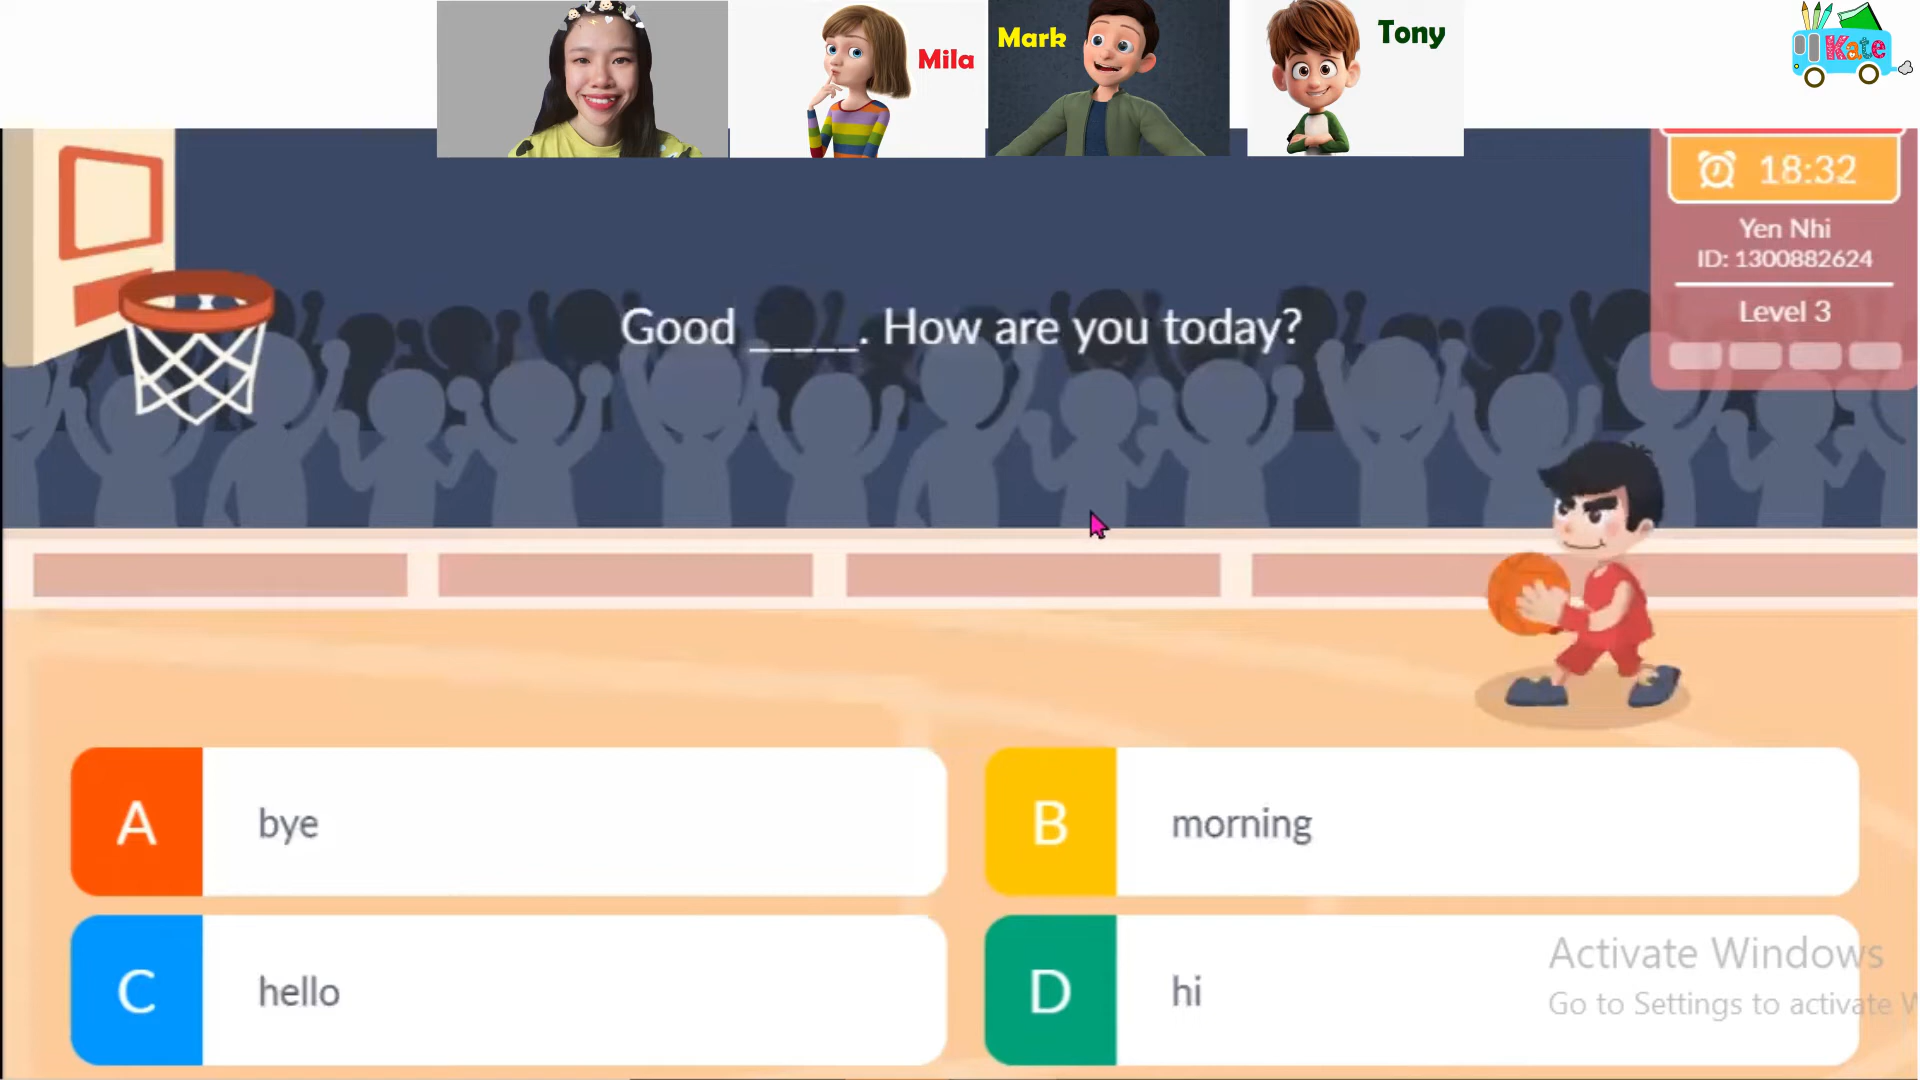 Mila
Mark
Tony
Kate
18:32
Yen Nhi
ID: 1300882624
Level 3
Good _____. How are you today?
A bye
B morning
C hello
D hi
Activate Windows
Go to Settings to activate W